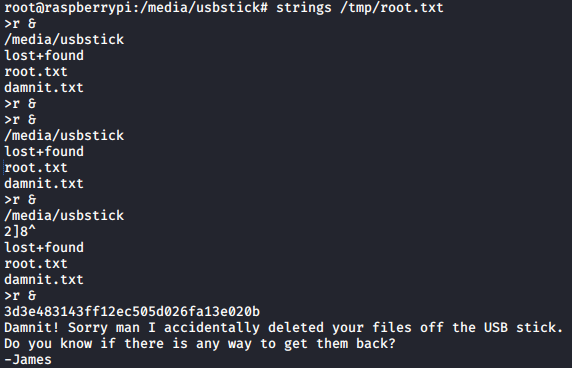 root@raspberrypi:/media/usbstick# strings /tmp/root.txt
>r &
/media/usbstick
lost+found
root.txt
damnit.txt
>r &
>r &
/media/usbstick
lost+found
root.txt
damnit.txt
>r &
/media/usbstick
2]8^
lost+found
root.txt
damnit.txt
>r &
3d3e483143ff12ec505d026fa13e020b
Damnit! Sorry man I accidentally deleted your files off the USB stick.
Do you know if there is any way to get them back?
-James